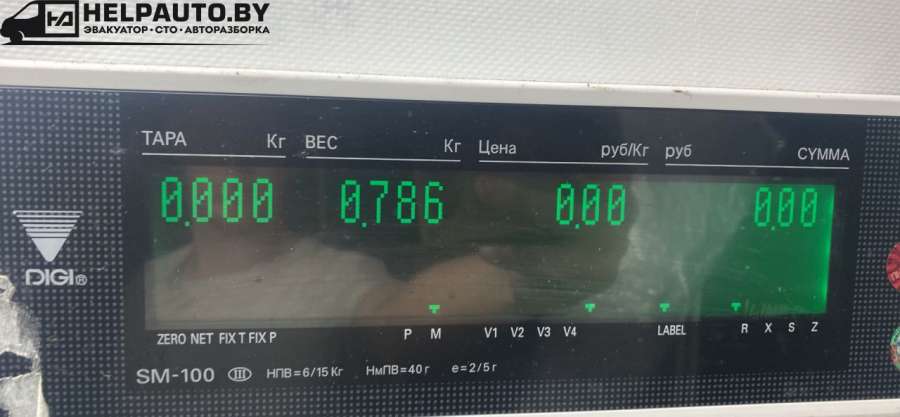 HELPAUTO.BY
ЭВАКУАТОР • СТО • АВТОРАЗБОРКА
ТАРА Кг ВЕС Кг Цена руб/Кг руб СУММА
0.000 0.786 0.00 0.00
DIGI®
ZERO NET FIX T FIX P P M V1 V2 V3 V4 LABEL R X S Z
SM-100 III НПВ=6/15 Кг НмПВ=40 г e=2/5 г